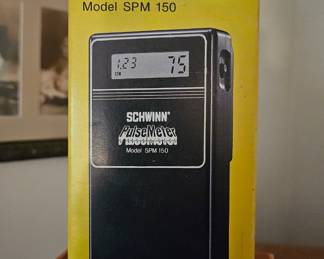 Model SPM 150
1.23 75
SCHWINN®
PulseMeter
Model SPM 150